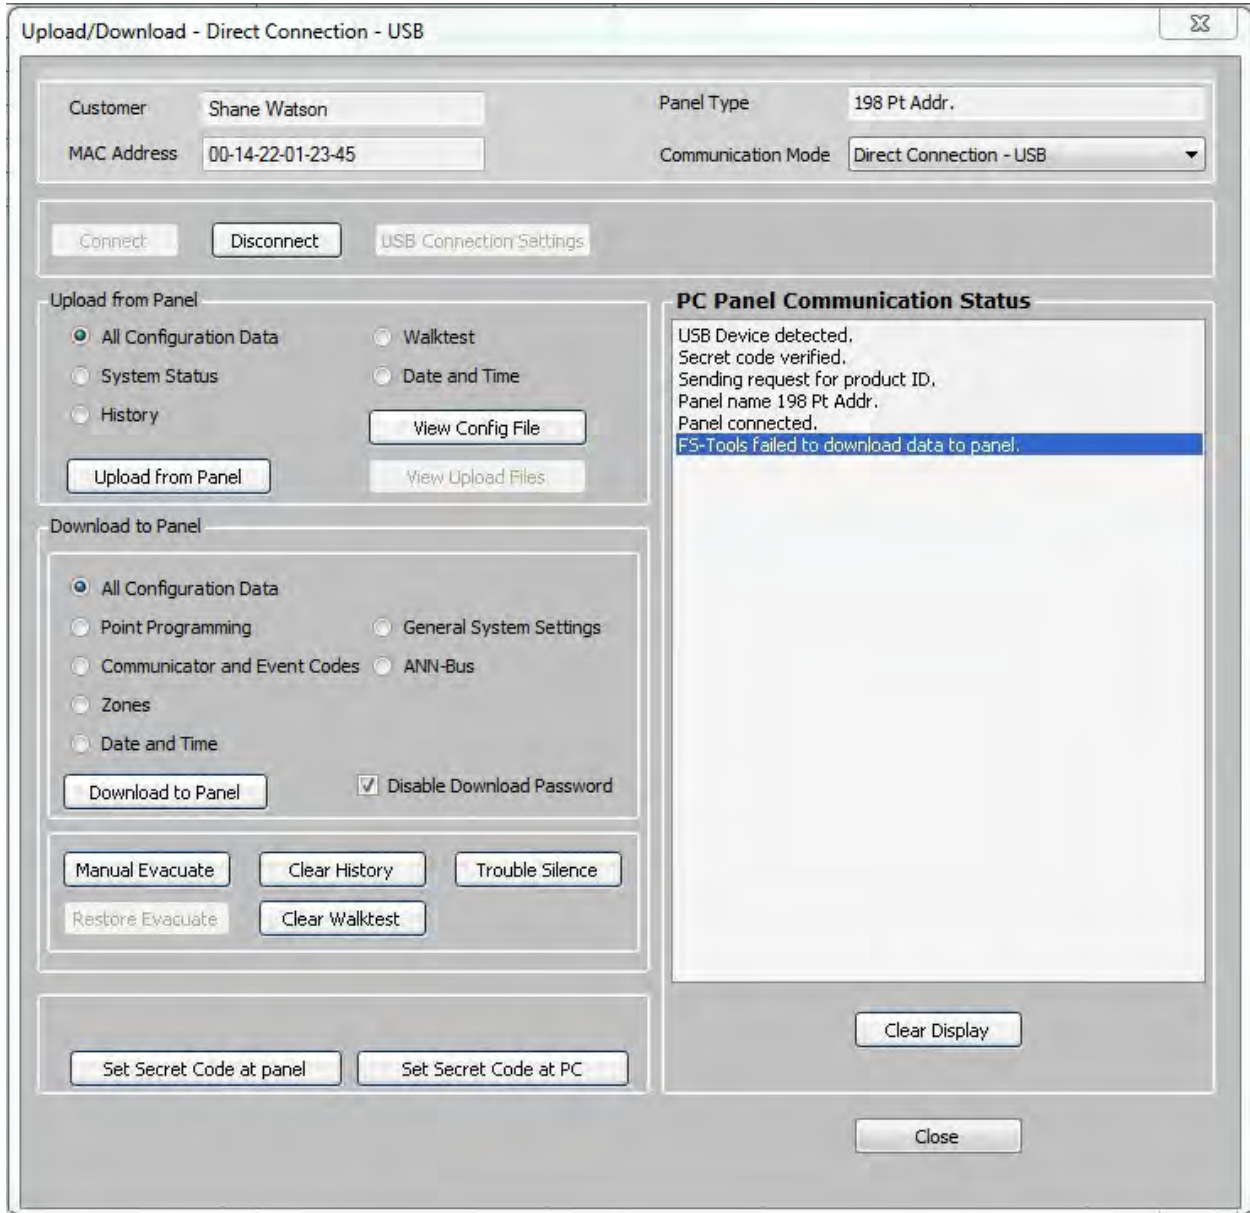 Upload/Download - Direct Connection - USB
Customer Shane Watson Panel Type 198 Pt Addr.
MAC Address 00-14-22-01-23-45 Communication Mode Direct Connection - USB
Connect Disconnect USB Connection Settings
Upload from Panel
All Configuration Data Walktest
System Status Date and Time
History
View Config File
Upload from Panel View Upload Files
PC Panel Communication Status
USB Device detected.
Secret code verified.
Sending request for product ID.
Panel name 198 Pt Addr.
Panel connected.
FS-Tools failed to download data to panel.
Download to Panel
All Configuration Data
Point Programming General System Settings
Communicator and Event Codes ANN-Bus
Zones
Date and Time
Download to Panel Disable Download Password
Manual Evacuate Clear History Trouble Silence
Restore Evacuate Clear Walktest
Set Secret Code at panel Set Secret Code at PC
Clear Display
Close